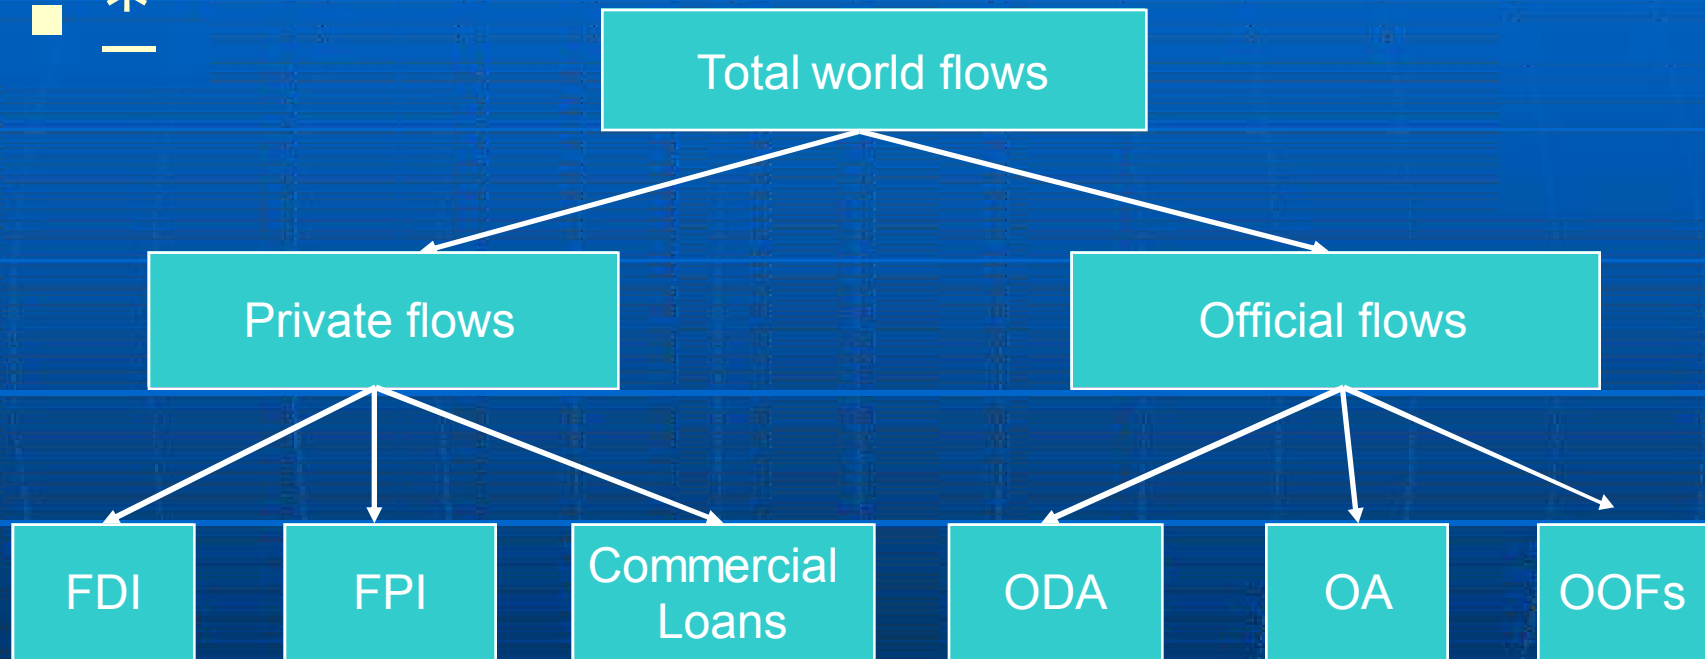 *
Total world flows
Private flows
Official flows
FDI
FPI
Commercial
Loans
ODA
OA
OOFs